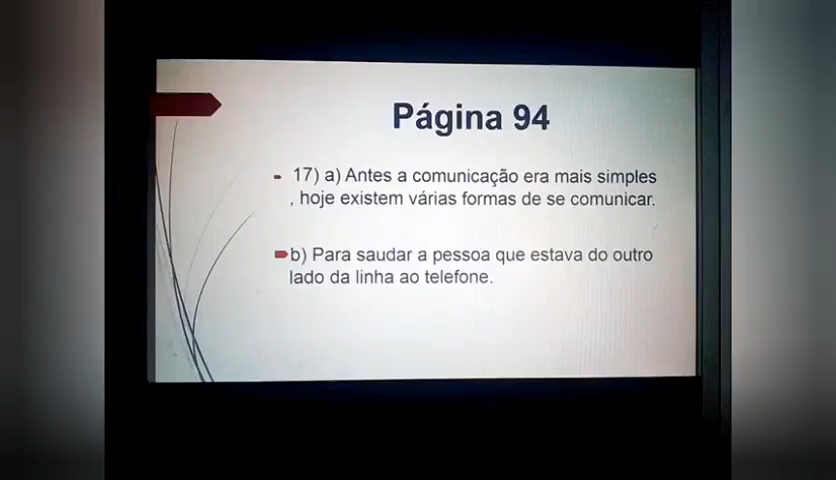 Página 94
17) a) Antes a comunicação era mais simples
, hoje existem várias formas de se comunicar.
b) Para saudar a pessoa que estava do outro
lado da linha ao telefone.